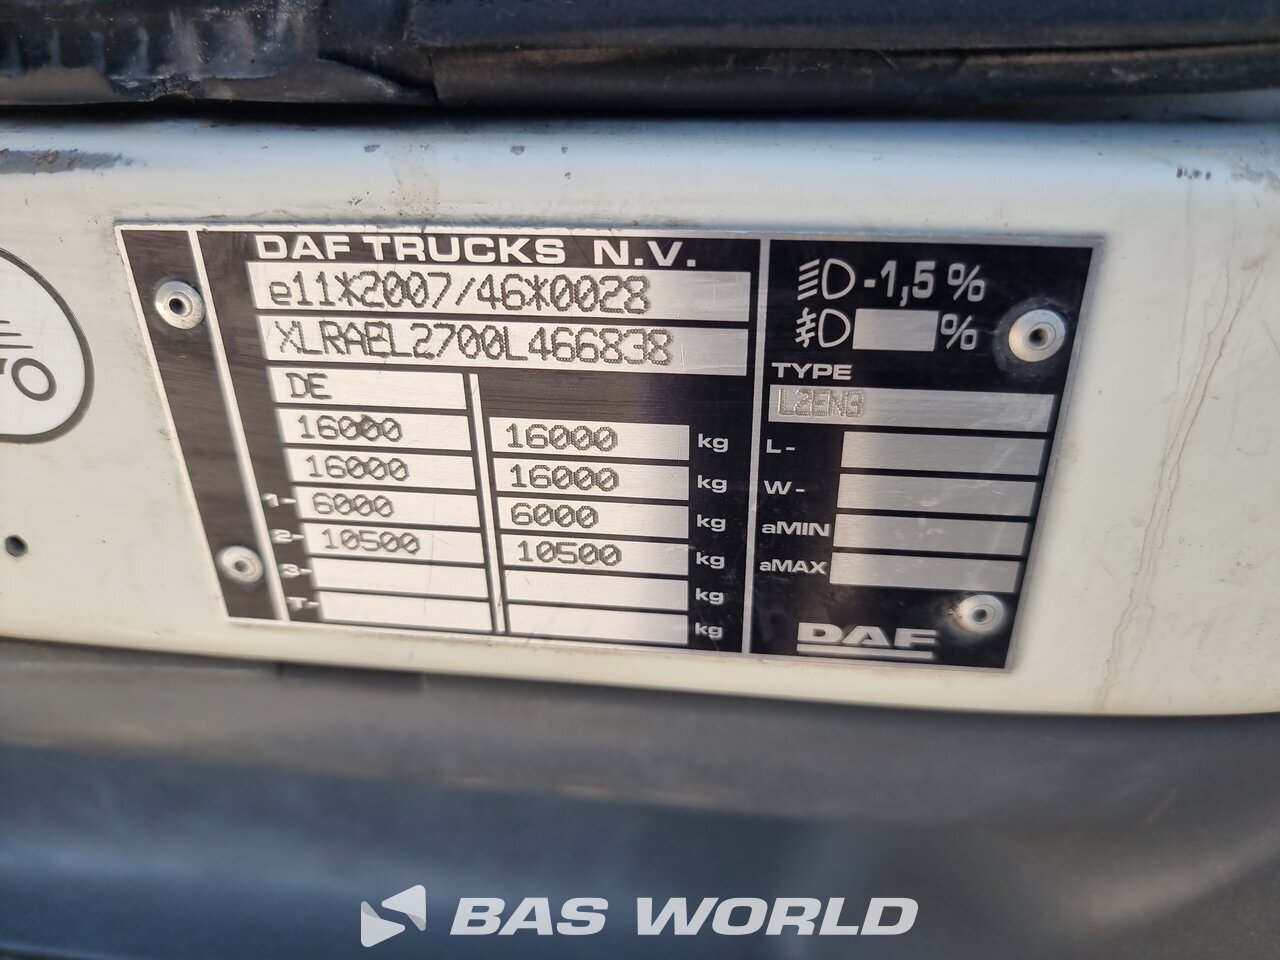 DAF TRUCKS N.V.
e11*2007/46*0028
XLRAEL2700L466838
DE
16000 16000 kg
16000 16000 kg
1- 6000 6000 kg
2- 10500 10500 kg
3- kg
T- kg
-1,5%
%
TYPE
L2EN3
L-
W-
aMIN
aMAX
DAF
BAS WORLD